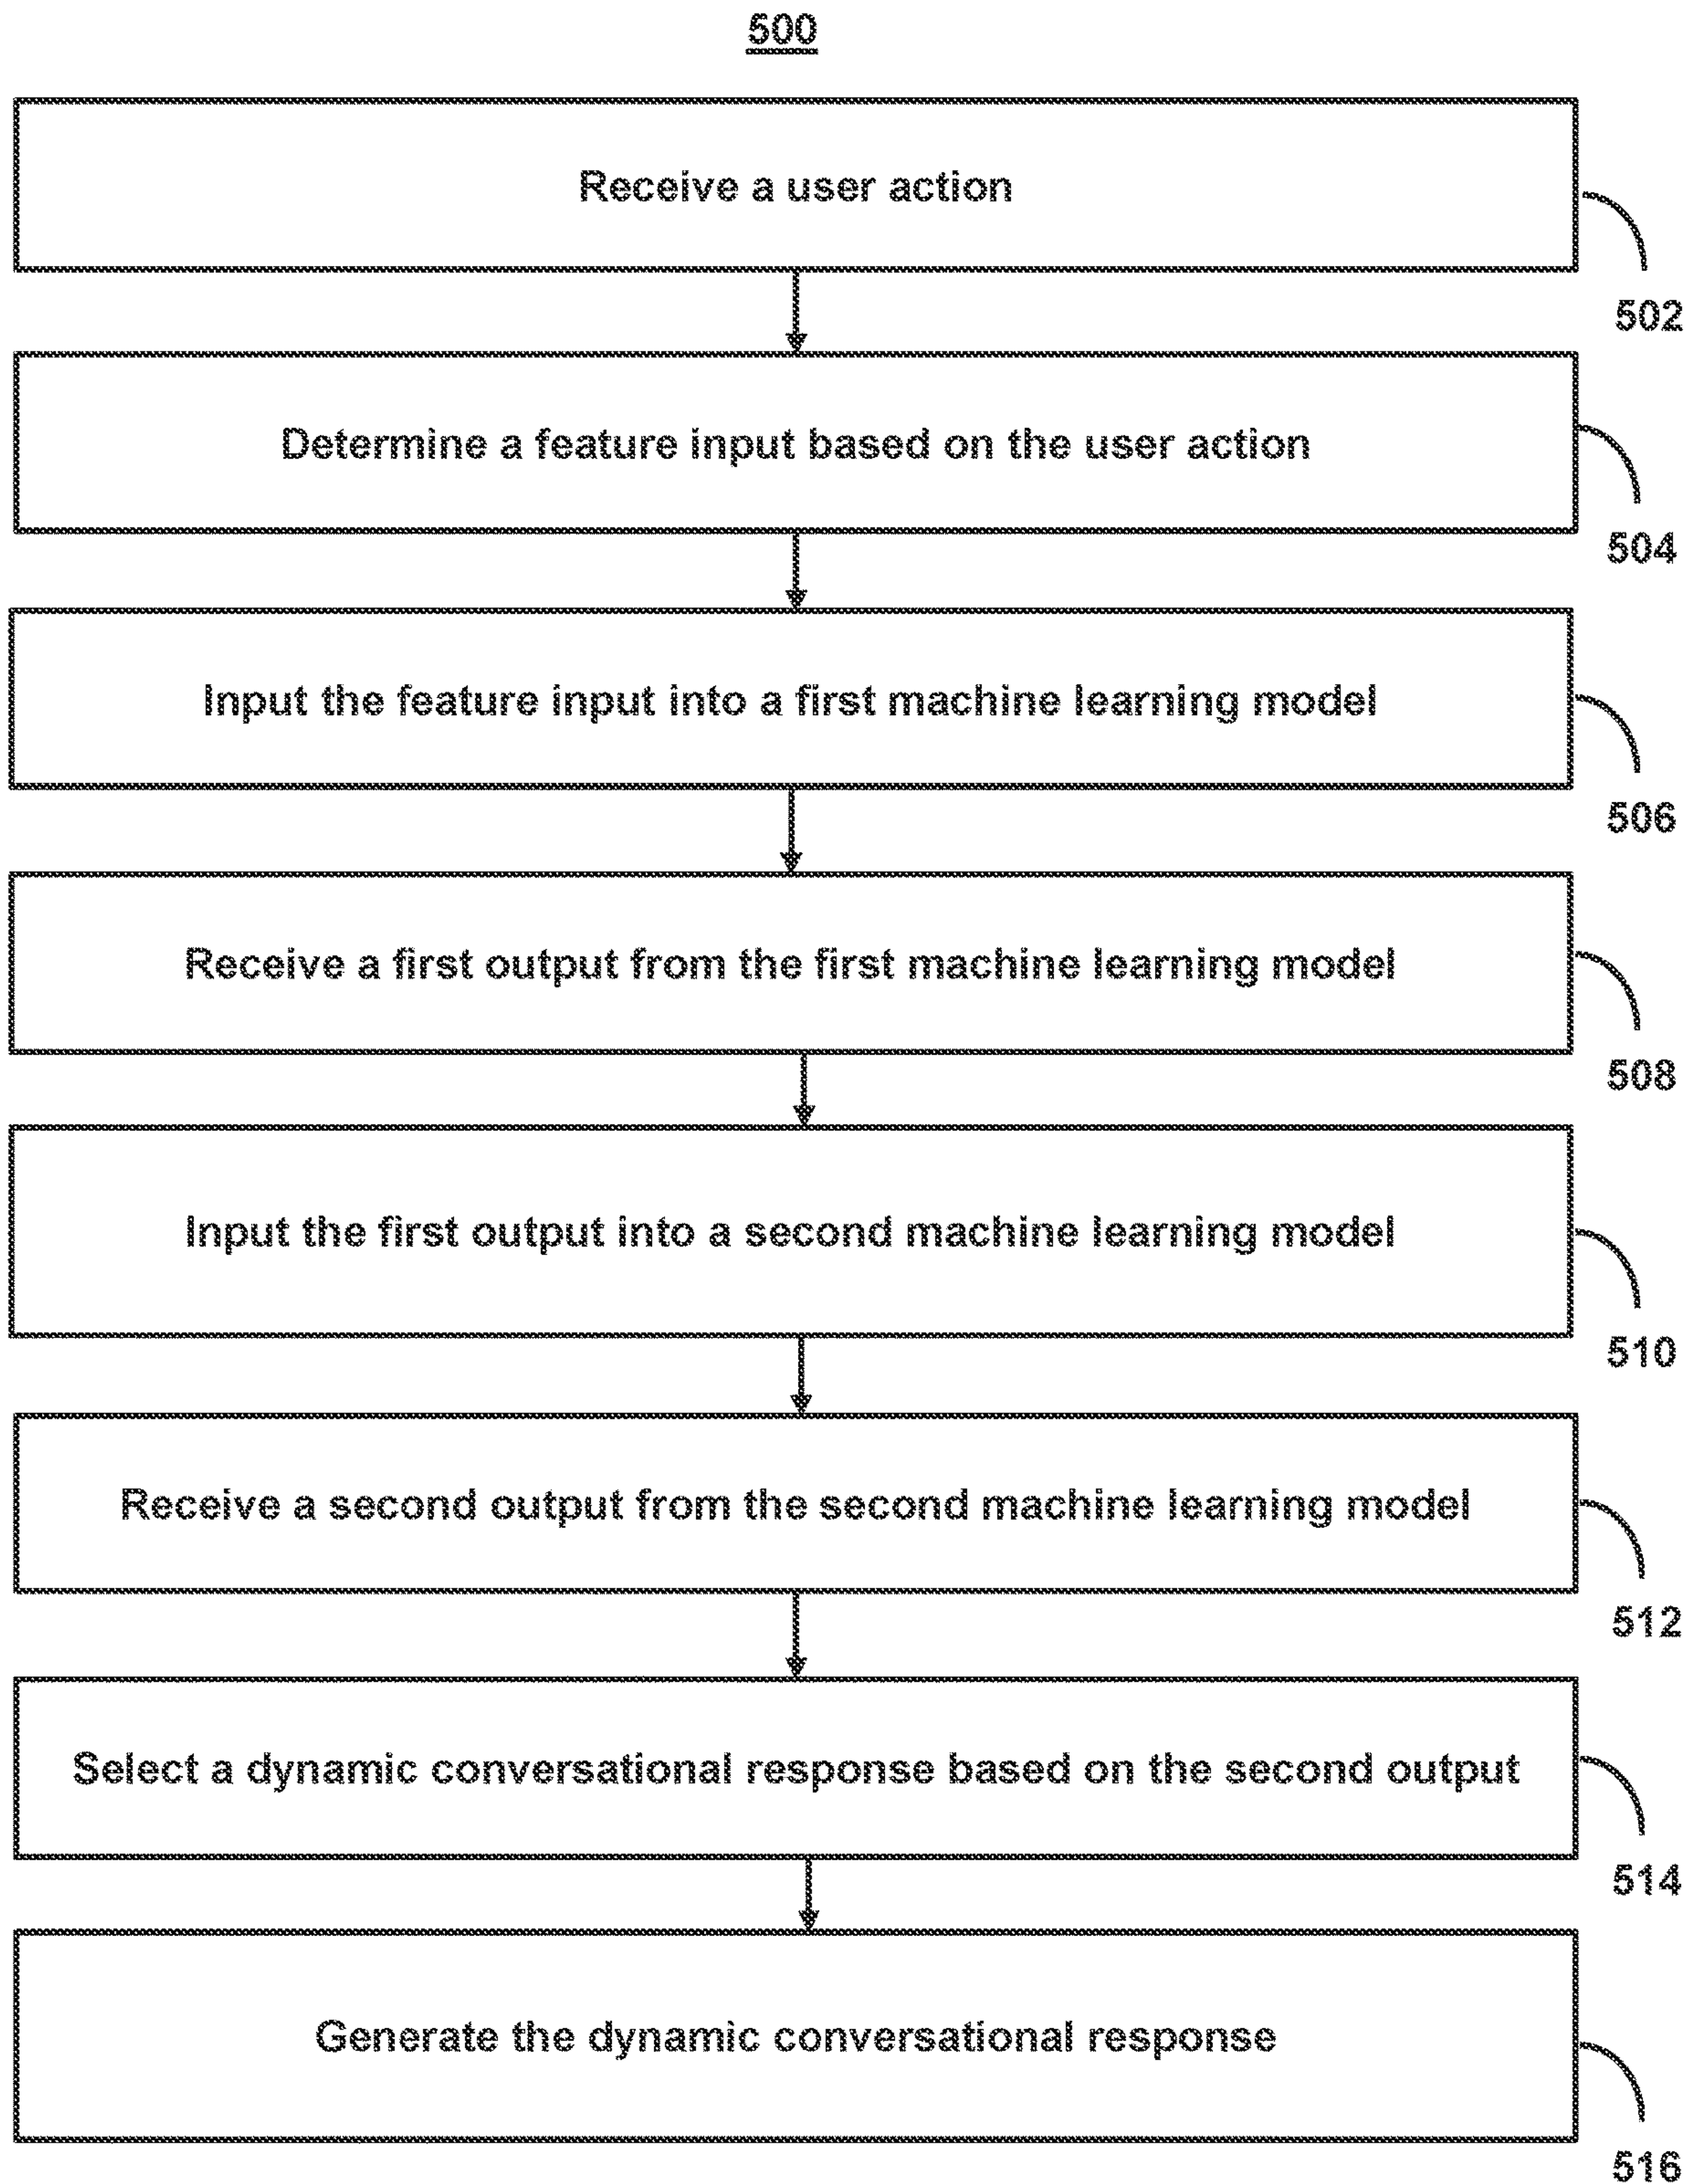 500
Receive a user action
502
Determine a feature input based on the user action
504
Input the feature input into a first machine learning model
506
Receive a first output from the first machine learning model
508
Input the first output into a second machine learning model
510
Receive a second output from the second machine learning model
512
Select a dynamic conversational response based on the second output
514
Generate the dynamic conversational response
516